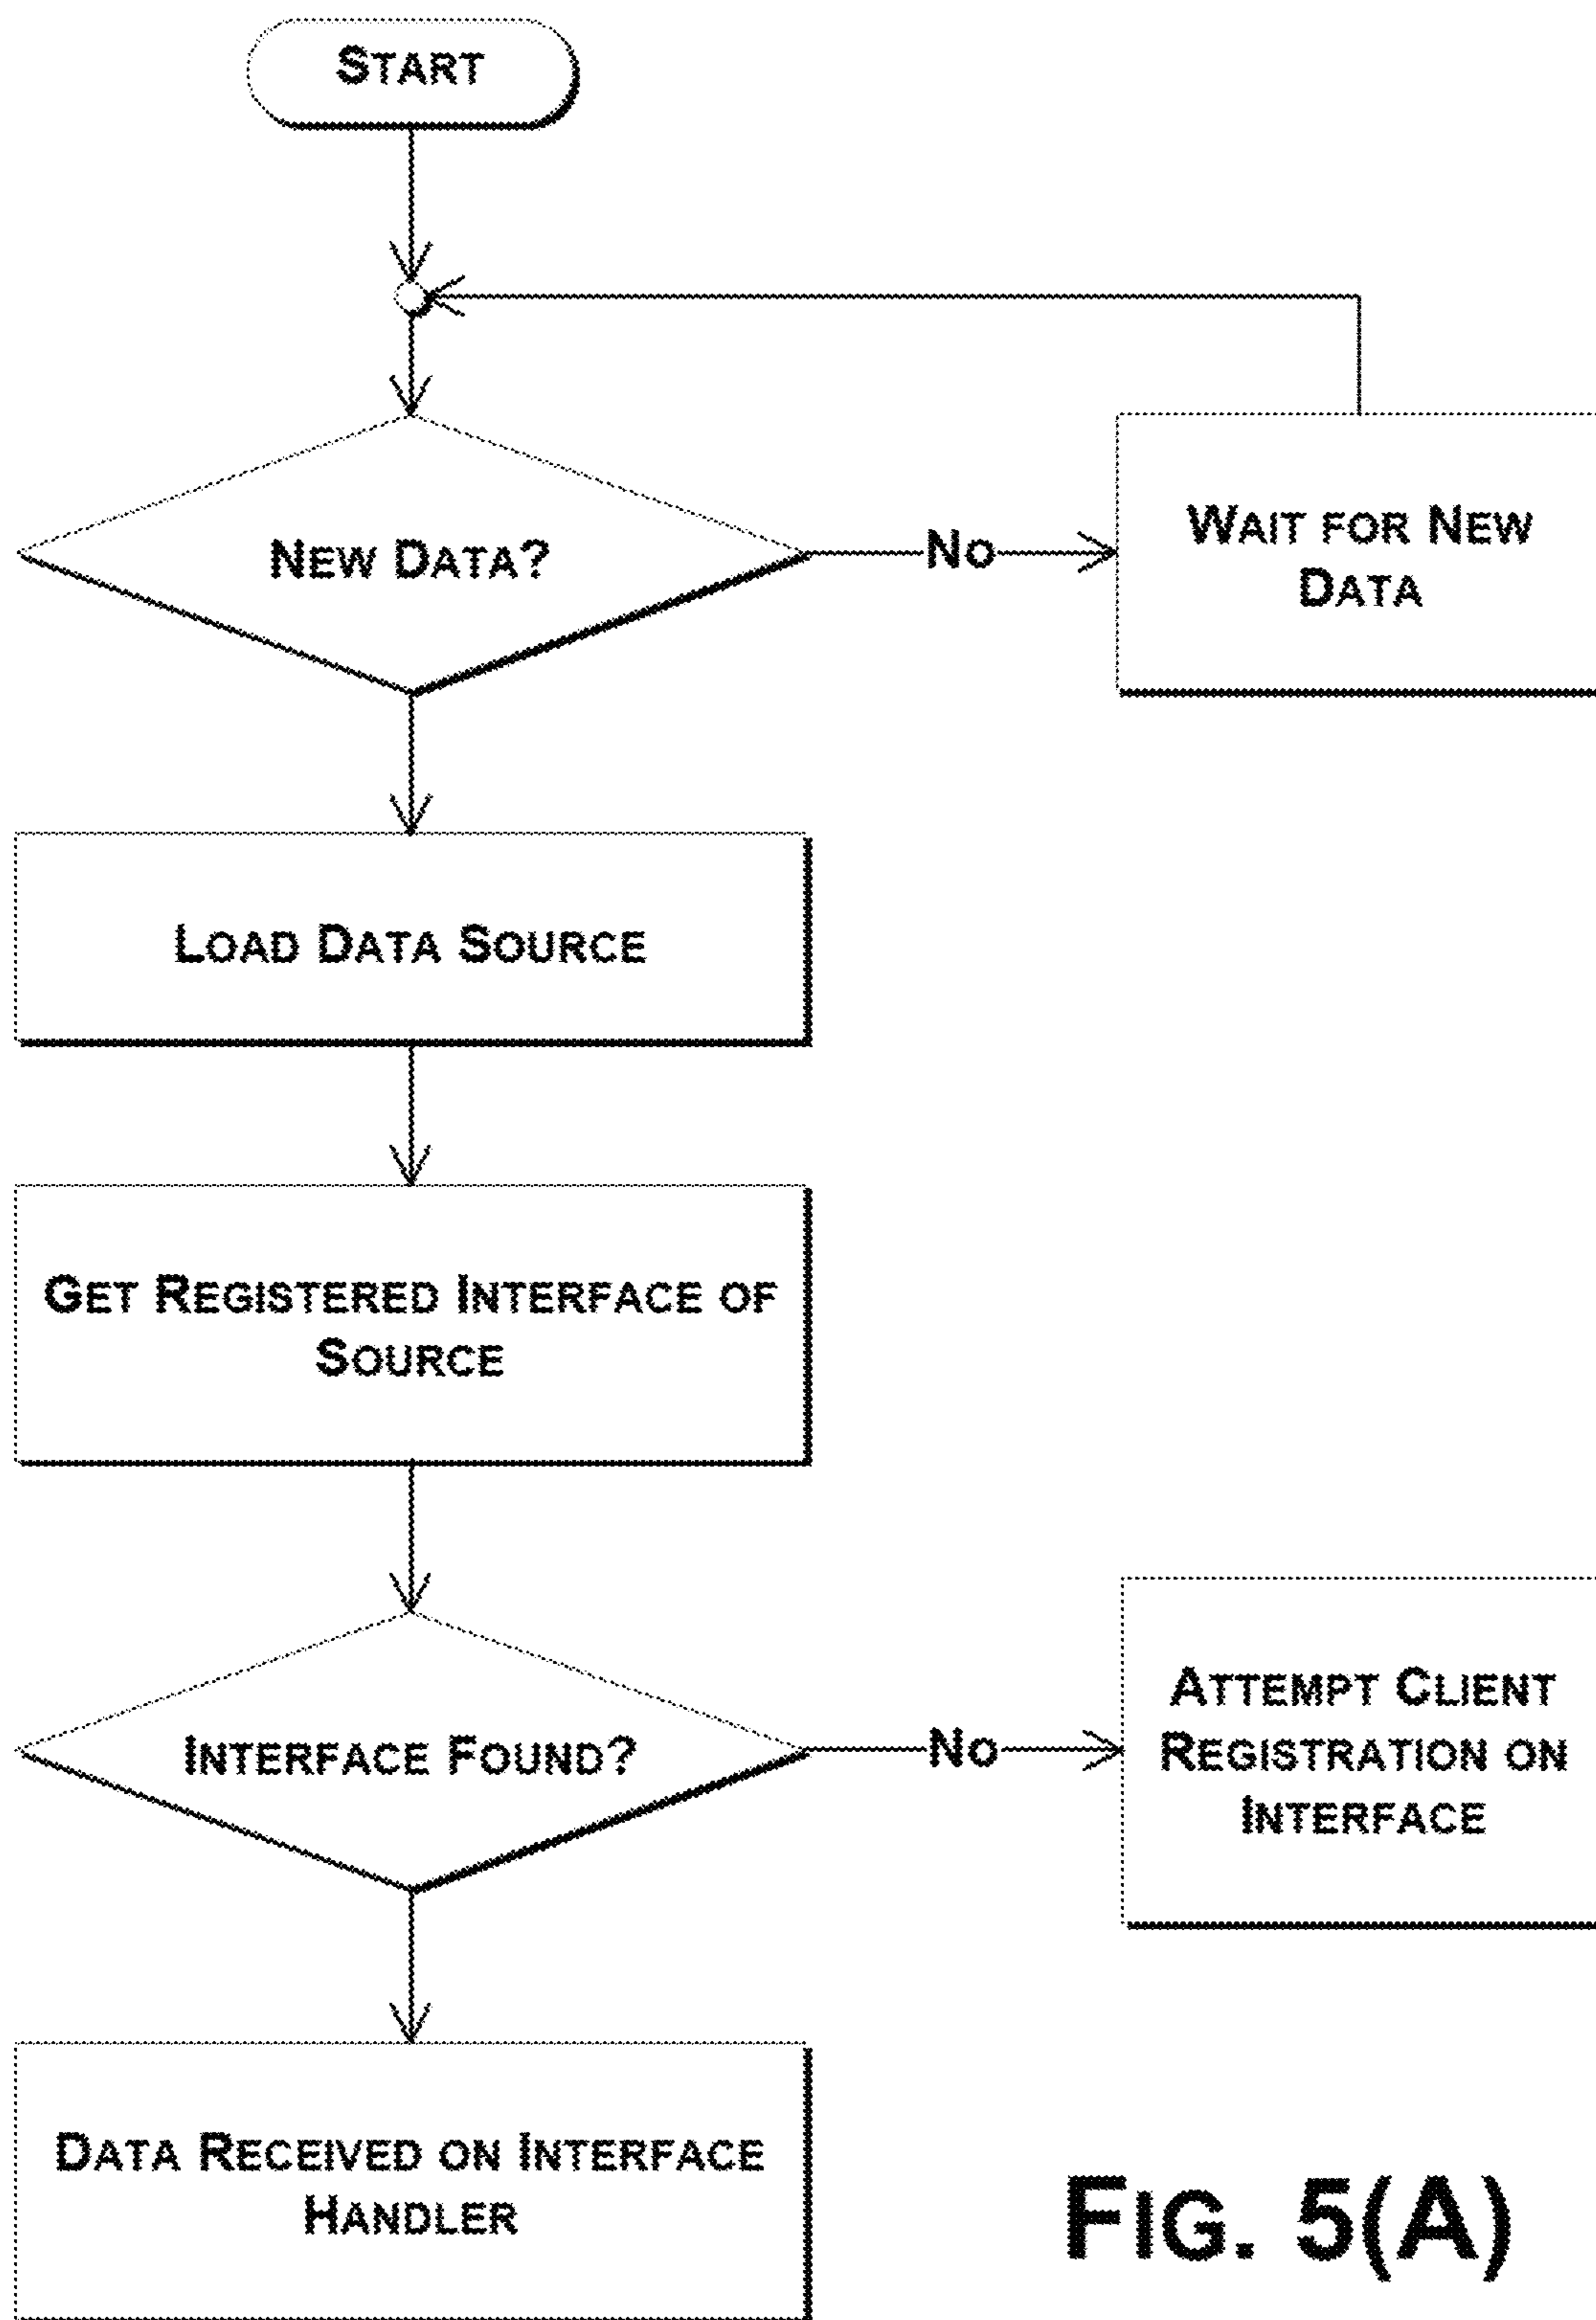 START
NEW DATA?
No
WAIT FOR NEW
DATA
LOAD DATA SOURCE
GET REGISTERED INTERFACE OF
SOURCE
INTERFACE FOUND?
No
ATTEMPT CLIENT
REGISTRATION ON
INTERFACE
DATA RECEIVED ON INTERFACE
HANDLER
FIG. 5(A)